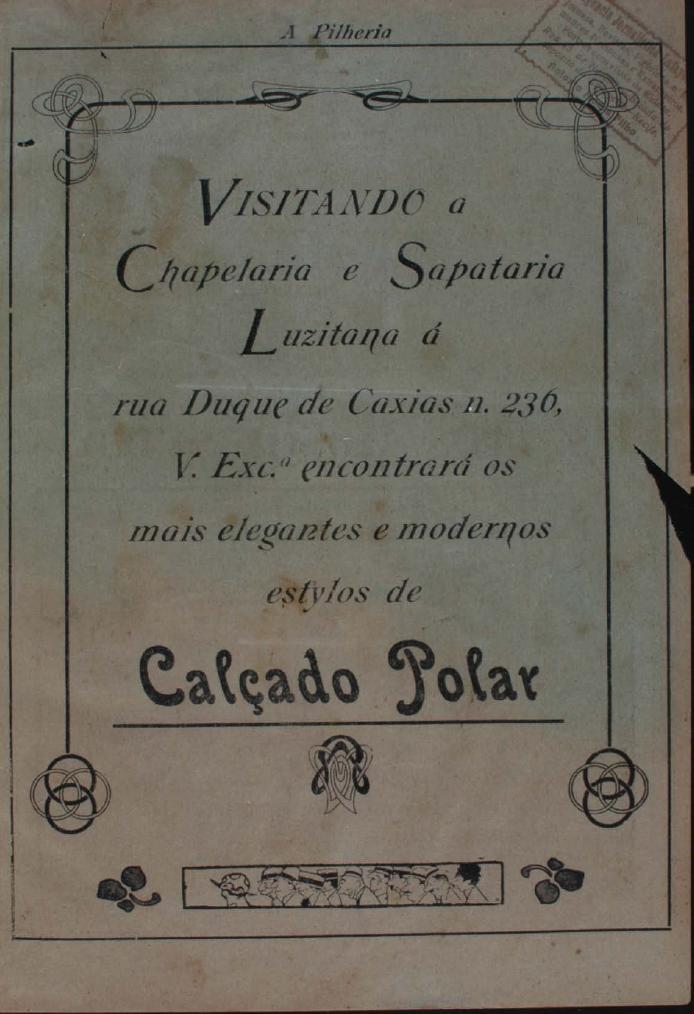 A Pilheria
VISITANDO a
Chapelaria e Sapataria
Luzitana á
rua Duque de Caxias n. 236,
V. Exc.ª encontrará os
mais elegantes e modernos
estylos de
Calçado Polar